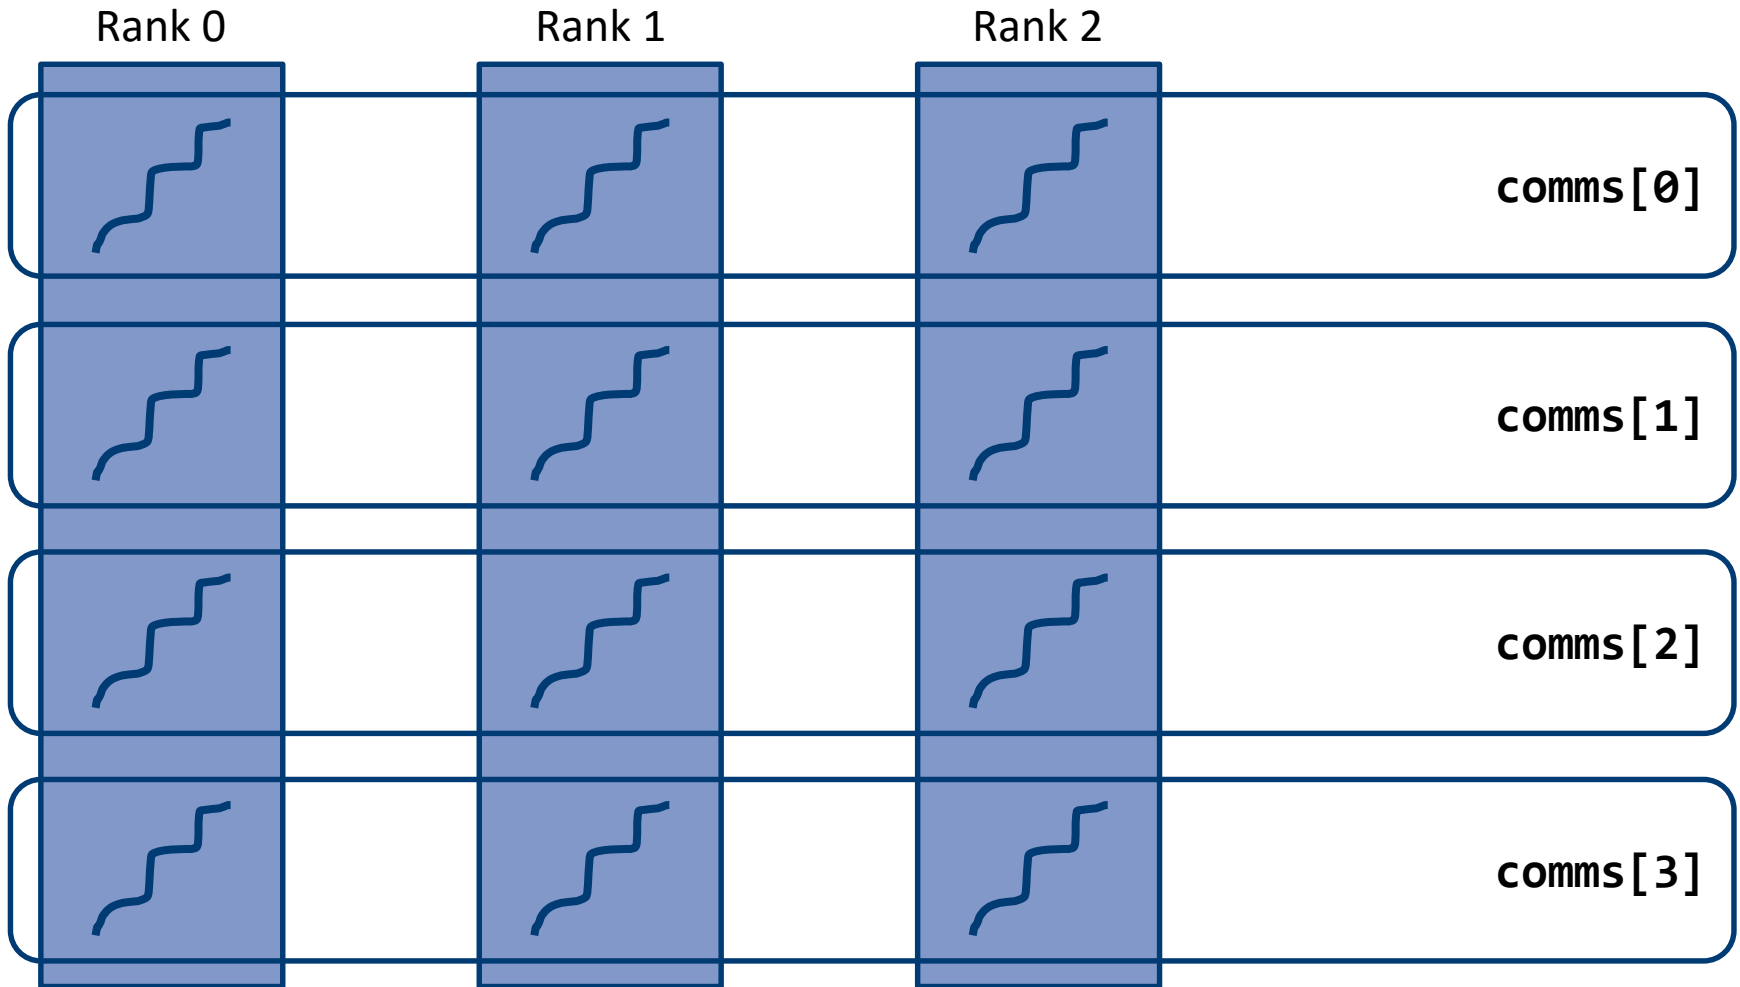 Rank 0 Rank 1 Rank 2
comms[0]
comms[1]
comms[2]
comms[3]